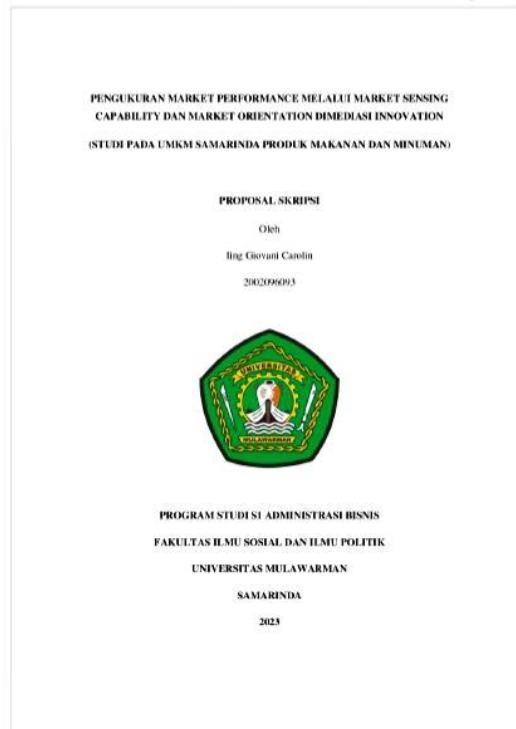 PENGUKURAN MARKET PERFORMANCE MELALUI MARKET SENSING
CAPABILITY DAN MARKET ORIENTATION DIMEDIASI INNOVATION
(STUDI PADA UMKM SAMARINDA PRODUK MAKANAN DAN MINUMAN)
PROPOSAL SKRIPSI
Oleh
Iing Giovani Carolin
2002096093
UNIVERSITAS
MULAWARMAN
PROGRAM STUDI S1 ADMINISTRASI BISNIS
FAKULTAS ILMU SOSIAL DAN ILMU POLITIK
UNIVERSITAS MULAWARMAN
SAMARINDA
2023